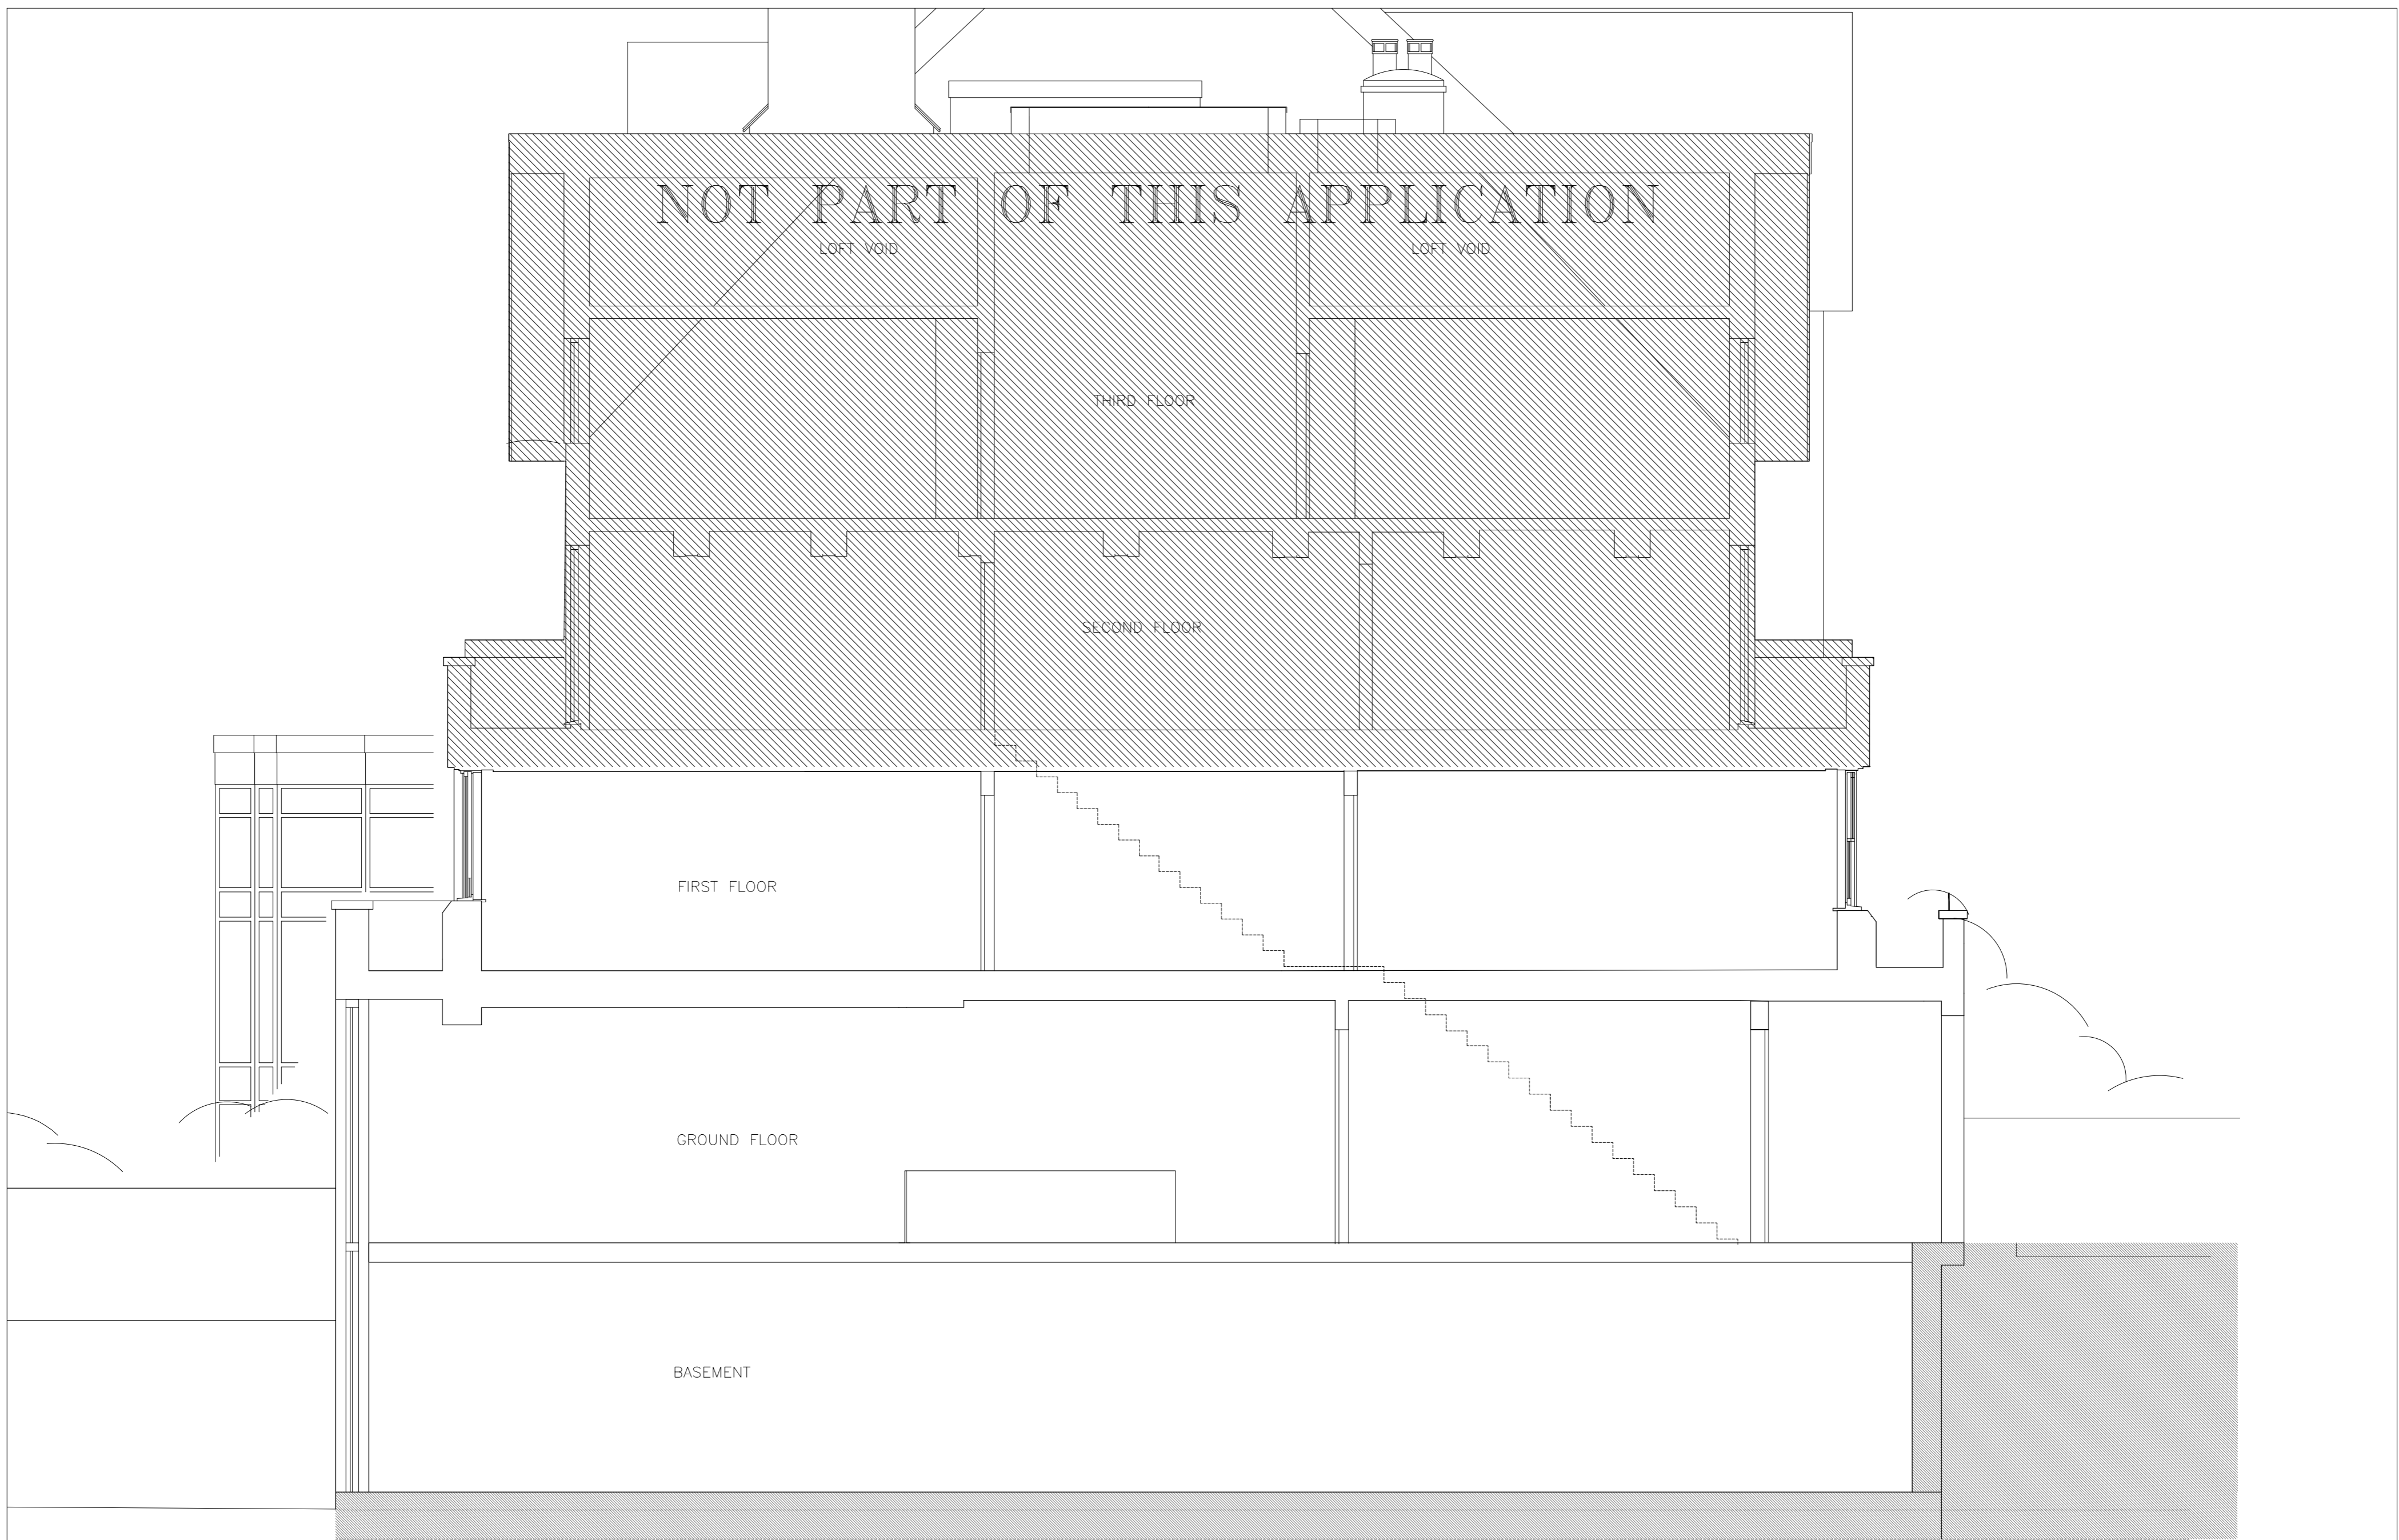 NOT PART OF THIS APPLICATION
LOFT VOID
LOFT VOID
THIRD FLOOR
SECOND FLOOR
FIRST FLOOR
GROUND FLOOR
BASEMENT